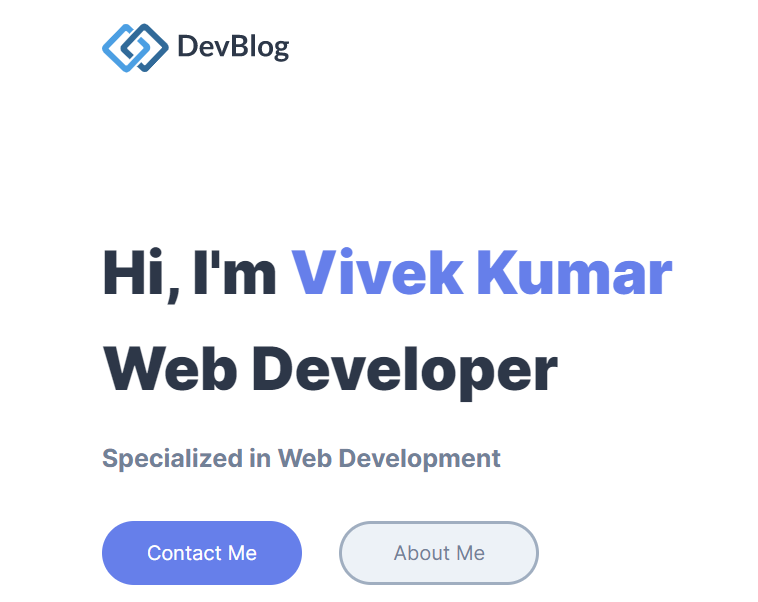 DevBlog
Hi, I'm Vivek Kumar
Web Developer
Specialized in Web Development
Contact Me
About Me